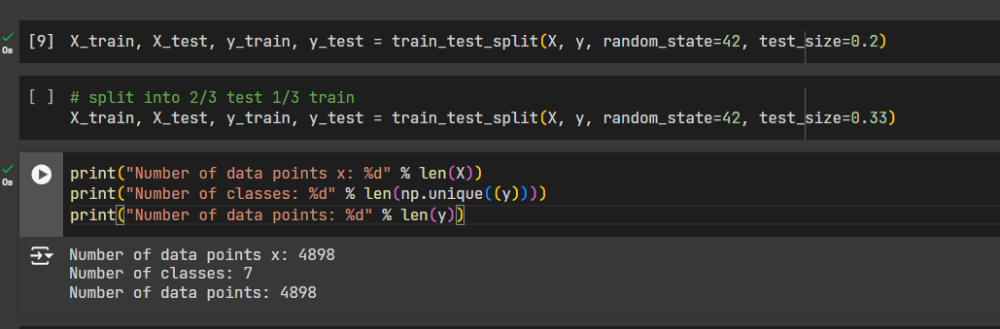 [9] X_train, X_test, y_train, y_test = train_test_split(X, y, random_state=42, test_size=0.2)
0s
[ ] # split into 2/3 test 1/3 train
X_train, X_test, y_train, y_test = train_test_split(X, y, random_state=42, test_size=0.33)
0s
print("Number of data points x: %d" % len(X))
print("Number of classes: %d" % len(np.unique((y))))
print("Number of data points: %d" % len(y))
Number of data points x: 4898
Number of classes: 7
Number of data points: 4898